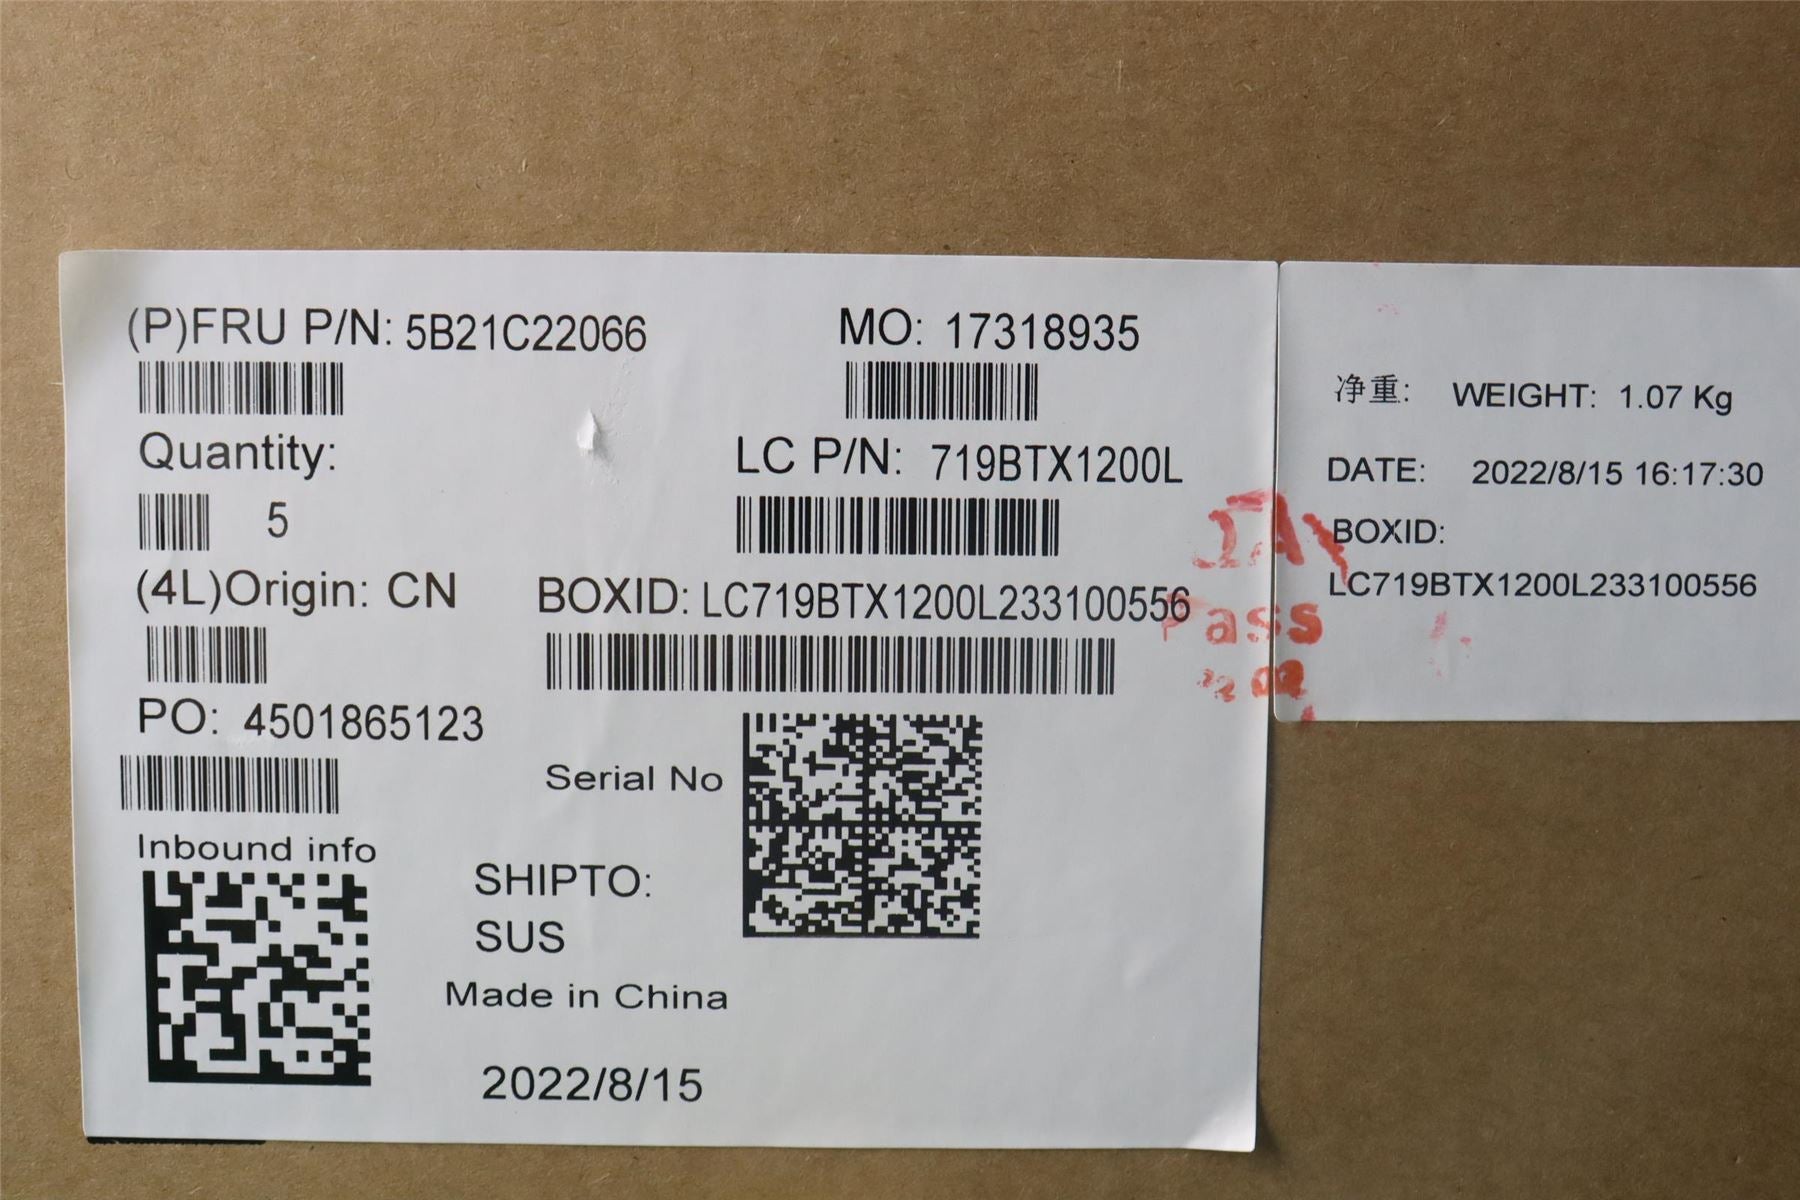 (P)FRU P/N: 5B21C22066
MO: 17318935
Quantity:
5
LC P/N: 719BTX1200L
(4L)Origin: CN
BOXID: LC719BTX1200L233100556
PO: 4501865123
Serial No
Inbound info
SHIPTO:
SUS
Made in China
2022/8/15
净重: WEIGHT: 1.07 Kg
DATE: 2022/8/15 16:17:30
BOXID:
LC719BTX1200L233100556
Pass